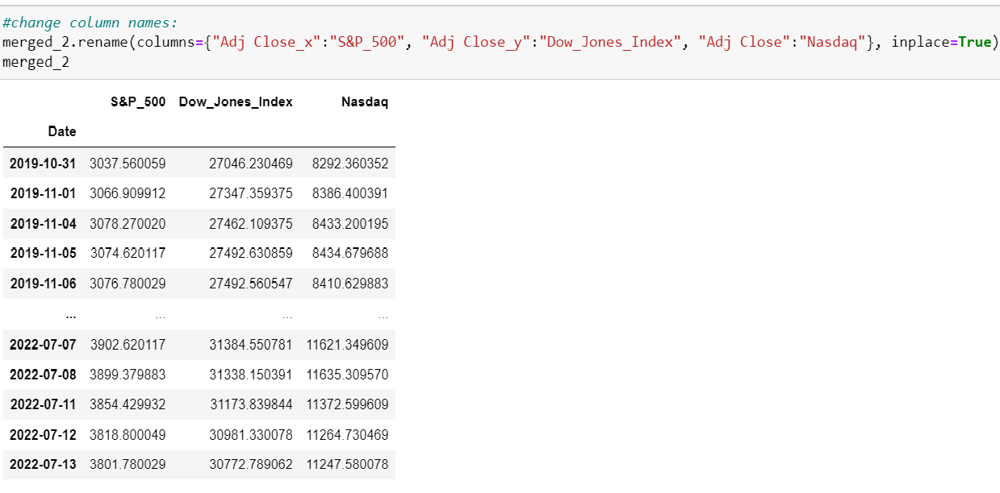 #change column names:
merged_2.rename(columns={"Adj Close_x":"S&P_500", "Adj Close_y":"Dow_Jones_Index", "Adj Close":"Nasdaq"}, inplace=True)
merged_2
S&P_500 Dow_Jones_Index Nasdaq
Date
2019-10-31 3037.560059 27046.230469 8292.360352
2019-11-01 3066.909912 27347.359375 8386.400391
2019-11-04 3078.270020 27462.109375 8433.200195
2019-11-05 3074.620117 27492.630859 8434.679688
2019-11-06 3076.780029 27492.560547 8410.629883
... ... ... ...
2022-07-07 3902.620117 31384.550781 11621.349609
2022-07-08 3899.379883 31338.150391 11635.309570
2022-07-11 3854.429932 31173.839844 11372.599609
2022-07-12 3818.800049 30981.330078 11264.730469
2022-07-13 3801.780029 30772.789062 11247.580078